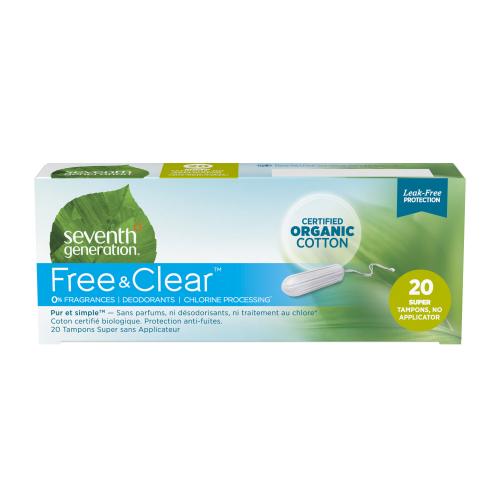 Leak-Free
PROTECTION
seventh
generation.
CERTIFIED
ORGANIC
COTTON
Free & Clear™
0% FRAGRANCES | DEODORANTS | CHLORINE PROCESSING*
20
SUPER
TAMPONS, NO
APPLICATOR
Pur et simple™ — Sans parfums, ni désodorisants, ni traitement au chlore*
Coton certifié biologique. Protection anti-fuites.
20 Tampons Super sans Applicateur